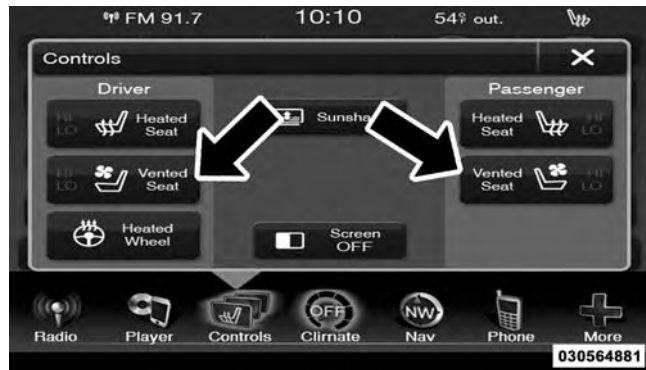 FM 91.7 10:10 54° out.
Controls
Driver Passenger
HI LO Heated Seat
Sunsha
Heated Seat HI LO
HI LO Vented Seat
Vented Seat HI LO
Heated Wheel
Screen OFF
OFF NW
Radio Player Controls Climate Nav Phone More
030564881